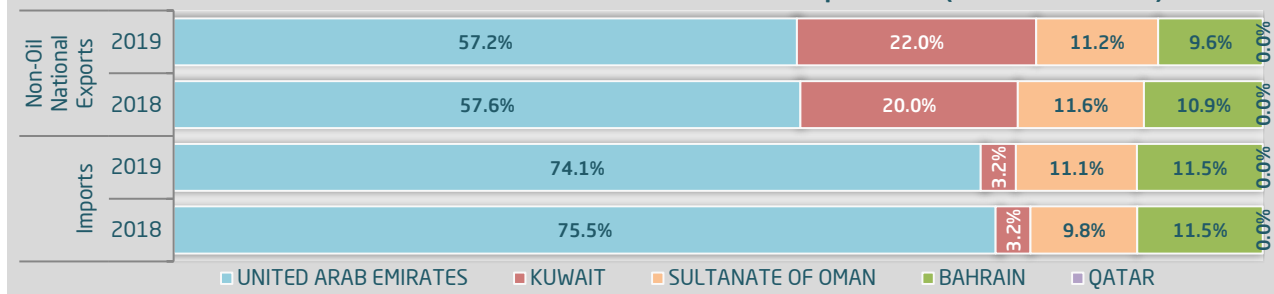 Non-Oil
National
Exports
2019
57.2%
22.0%
11.2%
9.6%
0.0%
2018
57.6%
20.0%
11.6%
10.9%
0.0%
Imports
2019
74.1%
3.2%
11.1%
11.5%
0.0%
2018
75.5%
3.2%
9.8%
11.5%
0.0%
UNITED ARAB EMIRATES
KUWAIT
SULTANATE OF OMAN
BAHRAIN
QATAR